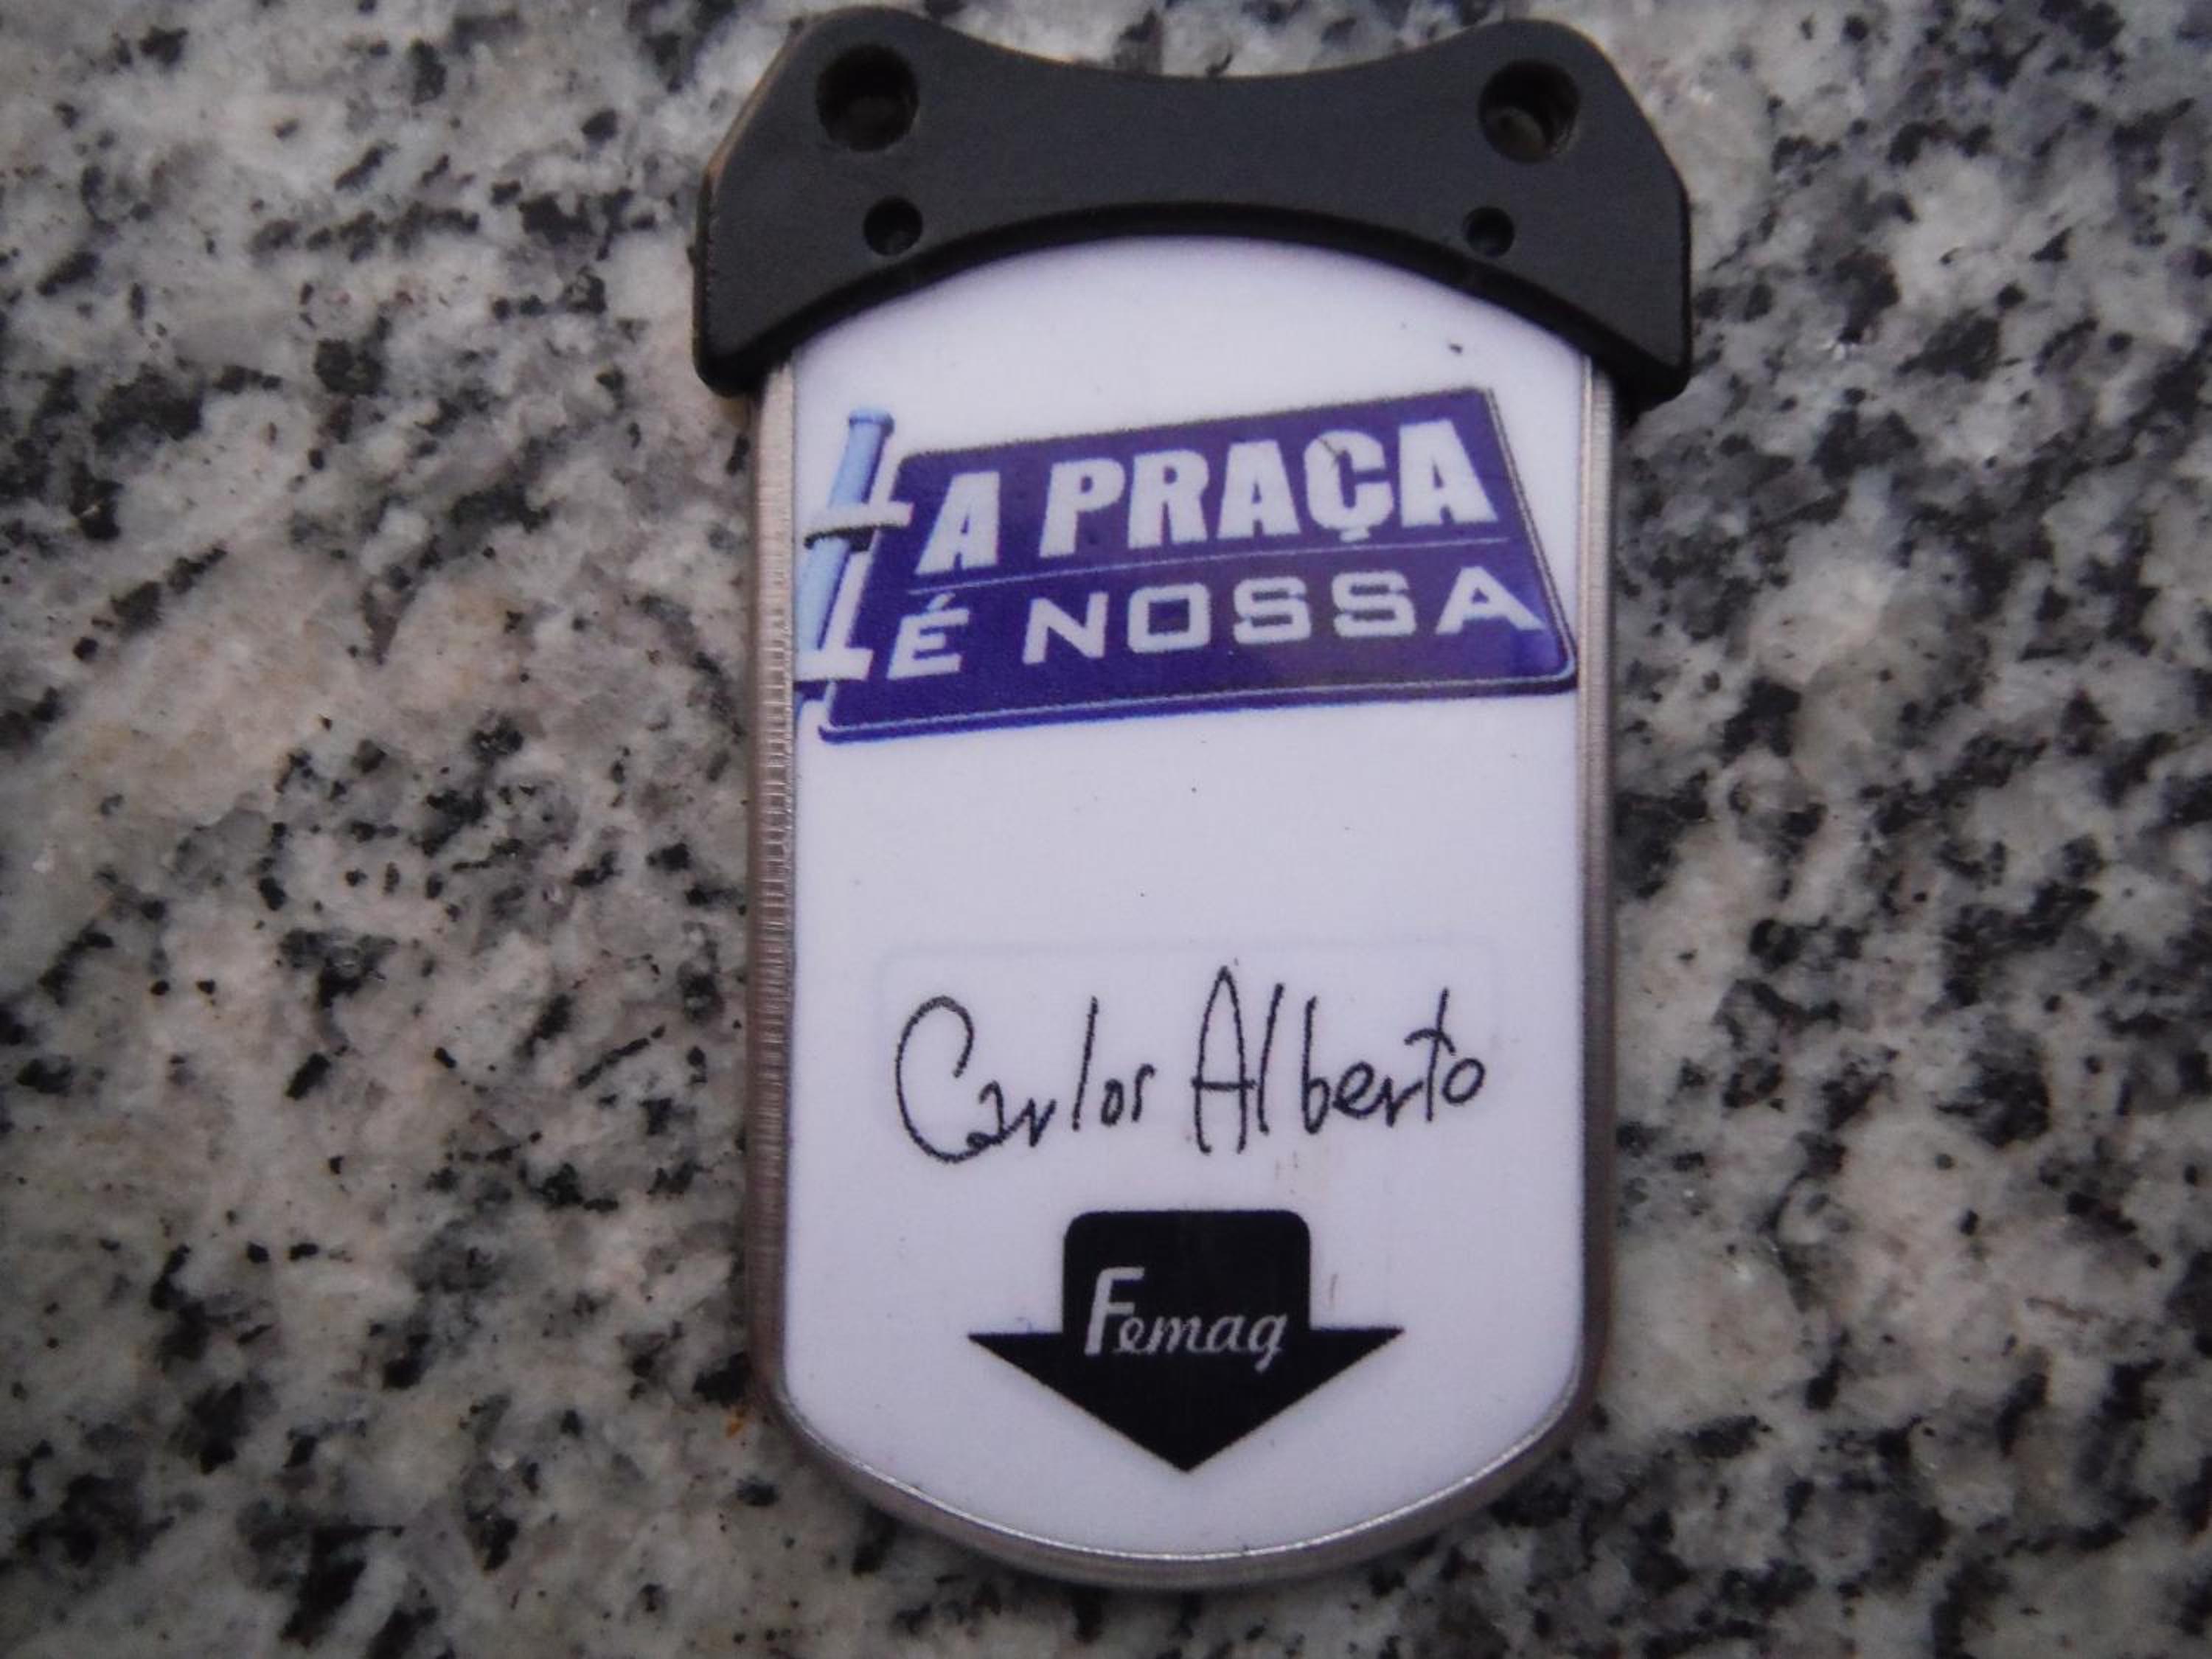 A PRAÇA
É NOSSA
Carlos Alberto
Femag